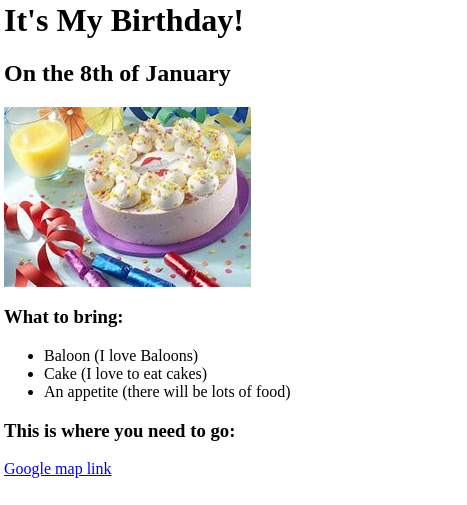 It's My Birthday!
On the 8th of January
What to bring:
Baloon (I love Baloons)
Cake (I love to eat cakes)
An appetite (there will be lots of food)
This is where you need to go:
Google map link